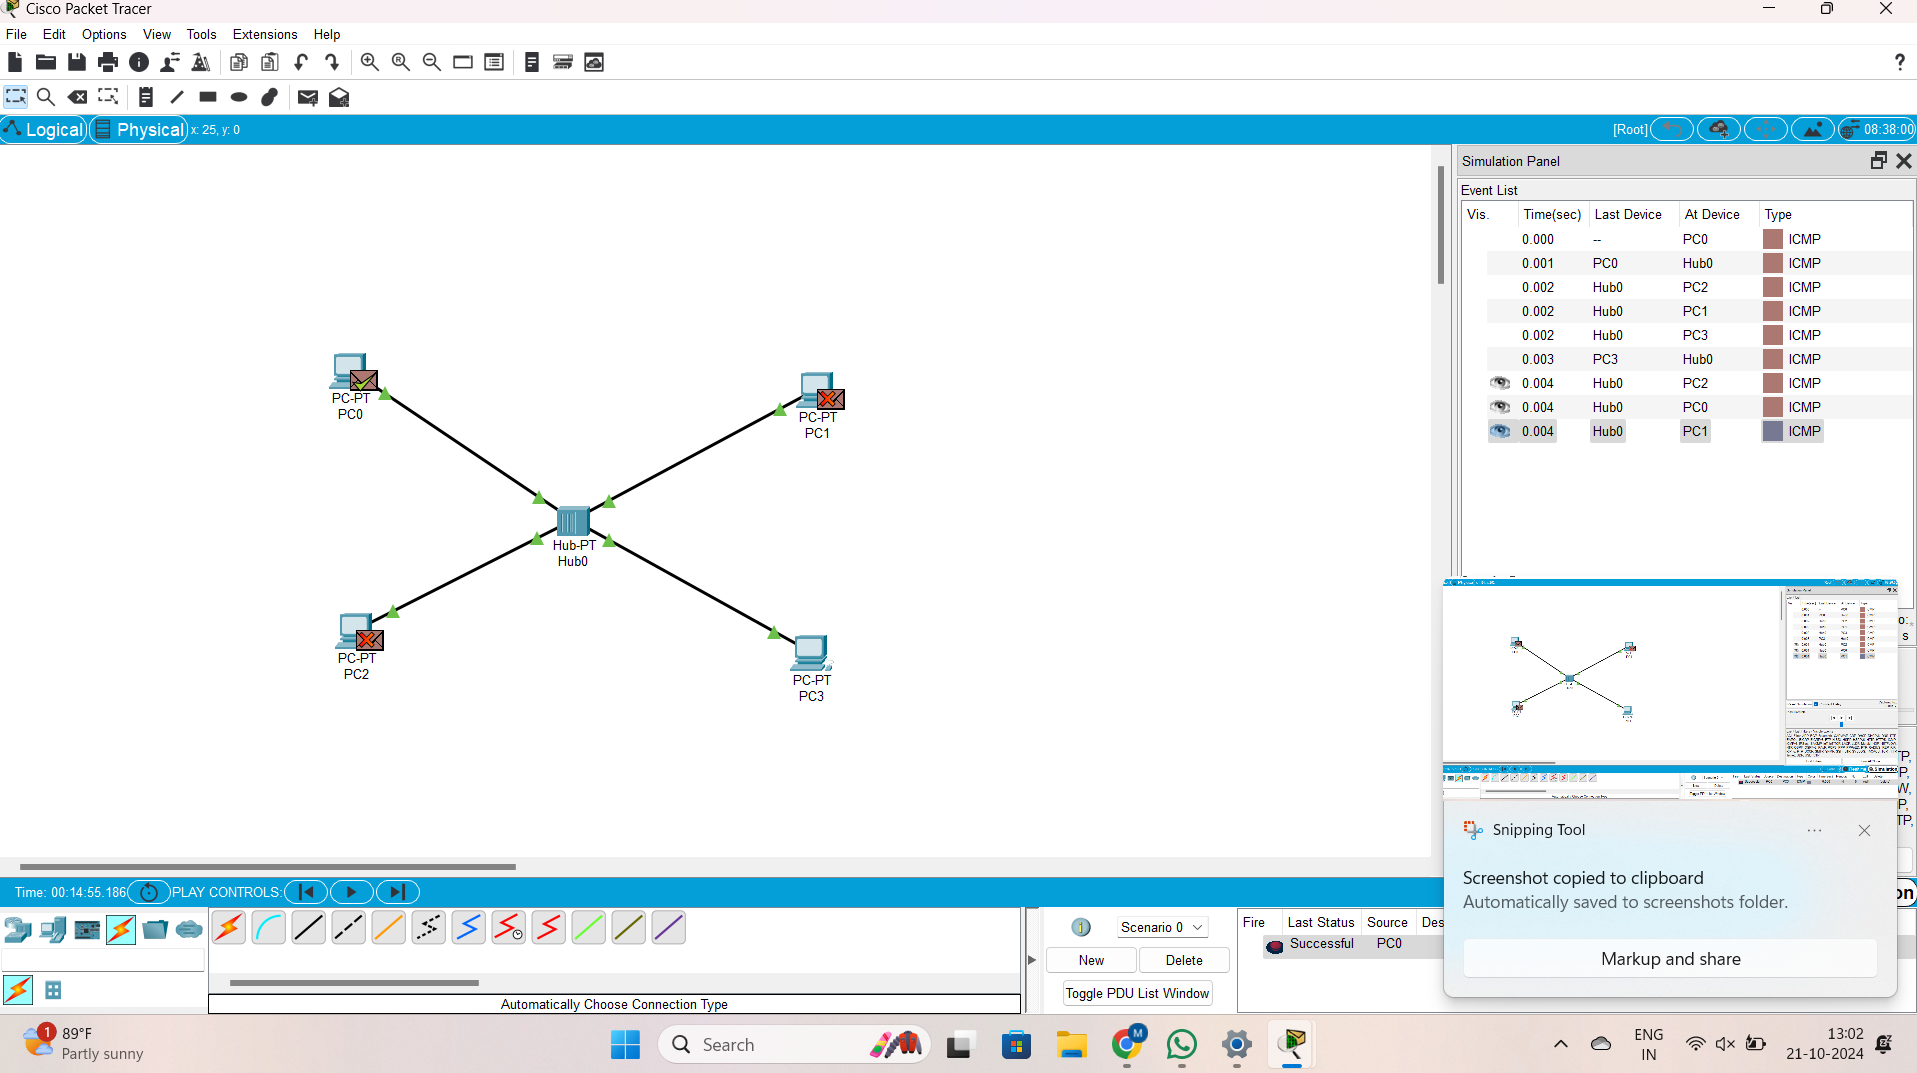 Cisco Packet Tracer
File Edit Options View Tools Extensions Help
Logical Physical x: 25, y: 0
[Root] 08:38:00
Simulation Panel
Event List
Vis. Time(sec) Last Device At Device Type
0.000 -- PC0 ICMP
0.001 PC0 Hub0 ICMP
0.002 Hub0 PC2 ICMP
0.002 Hub0 PC1 ICMP
0.002 Hub0 PC3 ICMP
0.003 PC3 Hub0 ICMP
0.004 Hub0 PC2 ICMP
0.004 Hub0 PC0 ICMP
0.004 Hub0 PC1 ICMP
PC-PT
PC0
PC-PT
PC1
Hub-PT
Hub0
PC-PT
PC2
PC-PT
PC3
Snipping Tool
Screenshot copied to clipboard
Automatically saved to screenshots folder.
Markup and share
Time: 00:14:55.186 PLAY CONTROLS:
Scenario 0
New Delete
Toggle PDU List Window
Fire Last Status Source Des
Successful PC0
Automatically Choose Connection Type
1
89°F
Partly sunny
Search
M
ENG
IN
13:02
21-10-2024